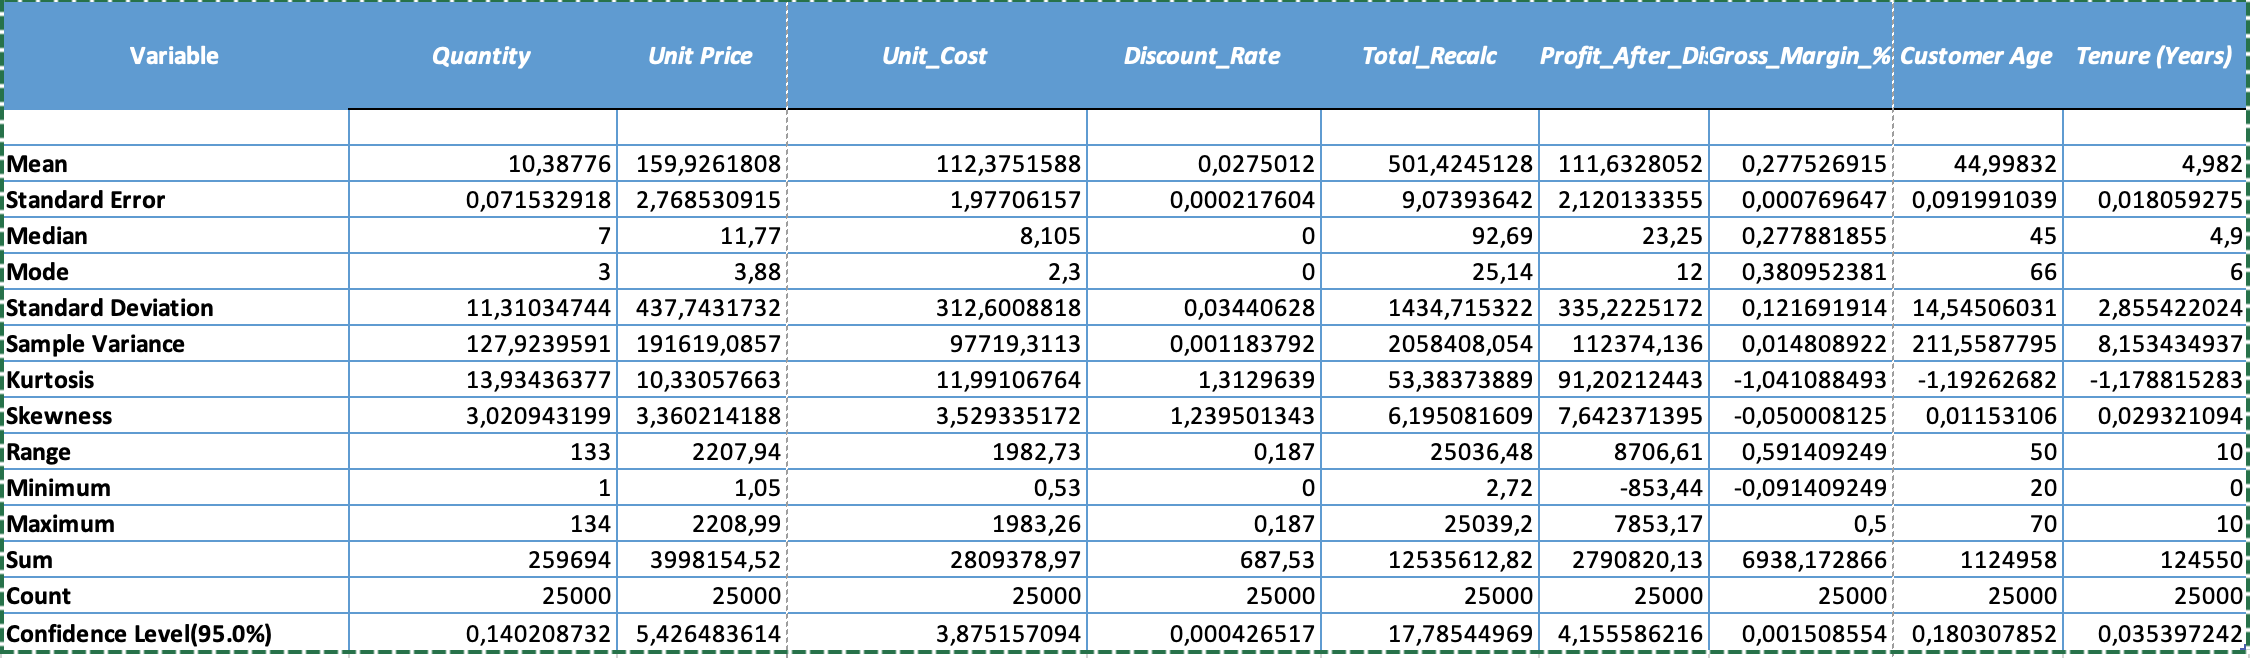 Variable Quantity Unit Price Unit_Cost Discount_Rate Total_Recalc Profit_After_Dis Gross_Margin_% Customer Age Tenure (Years)
Mean 10,38776 159,9261808 112,3751588 0,0275012 501,4245128 111,6328052 0,277526915 44,99832 4,982
Standard Error 0,071532918 2,768530915 1,97706157 0,000217604 9,07393642 2,120133355 0,000769647 0,091991039 0,018059275
Median 7 11,77 8,105 0 92,69 23,25 0,277881855 45 4,9
Mode 3 3,88 2,3 0 25,14 12 0,380952381 66 6
Standard Deviation 11,31034744 437,7431732 312,6008818 0,03440628 1434,715322 335,2225172 0,121691914 14,54506031 2,855422024
Sample Variance 127,9239591 191619,0857 97719,3113 0,001183792 2058408,054 112374,136 0,014808922 211,5587795 8,153434937
Kurtosis 13,93436377 10,33057663 11,99106764 1,3129639 53,38373889 91,20212443 -1,041088493 -1,19262682 -1,178815283
Skewness 3,020943199 3,360214188 3,529335172 1,239501343 6,195081609 7,642371395 -0,050008125 0,01153106 0,029321094
Range 133 2207,94 1982,73 0,187 25036,48 8706,61 0,591409249 50 10
Minimum 1 1,05 0,53 0 2,72 -853,44 -0,091409249 20 0
Maximum 134 2208,99 1983,26 0,187 25039,2 7853,17 0,5 70 10
Sum 259694 3998154,52 2809378,97 687,53 12535612,82 2790820,13 6938,172866 1124958 124550
Count 25000 25000 25000 25000 25000 25000 25000 25000 25000
Confidence Level(95.0%) 0,140208732 5,426483614 3,875157094 0,000426517 17,78544969 4,155586216 0,001508554 0,180307852 0,035397242